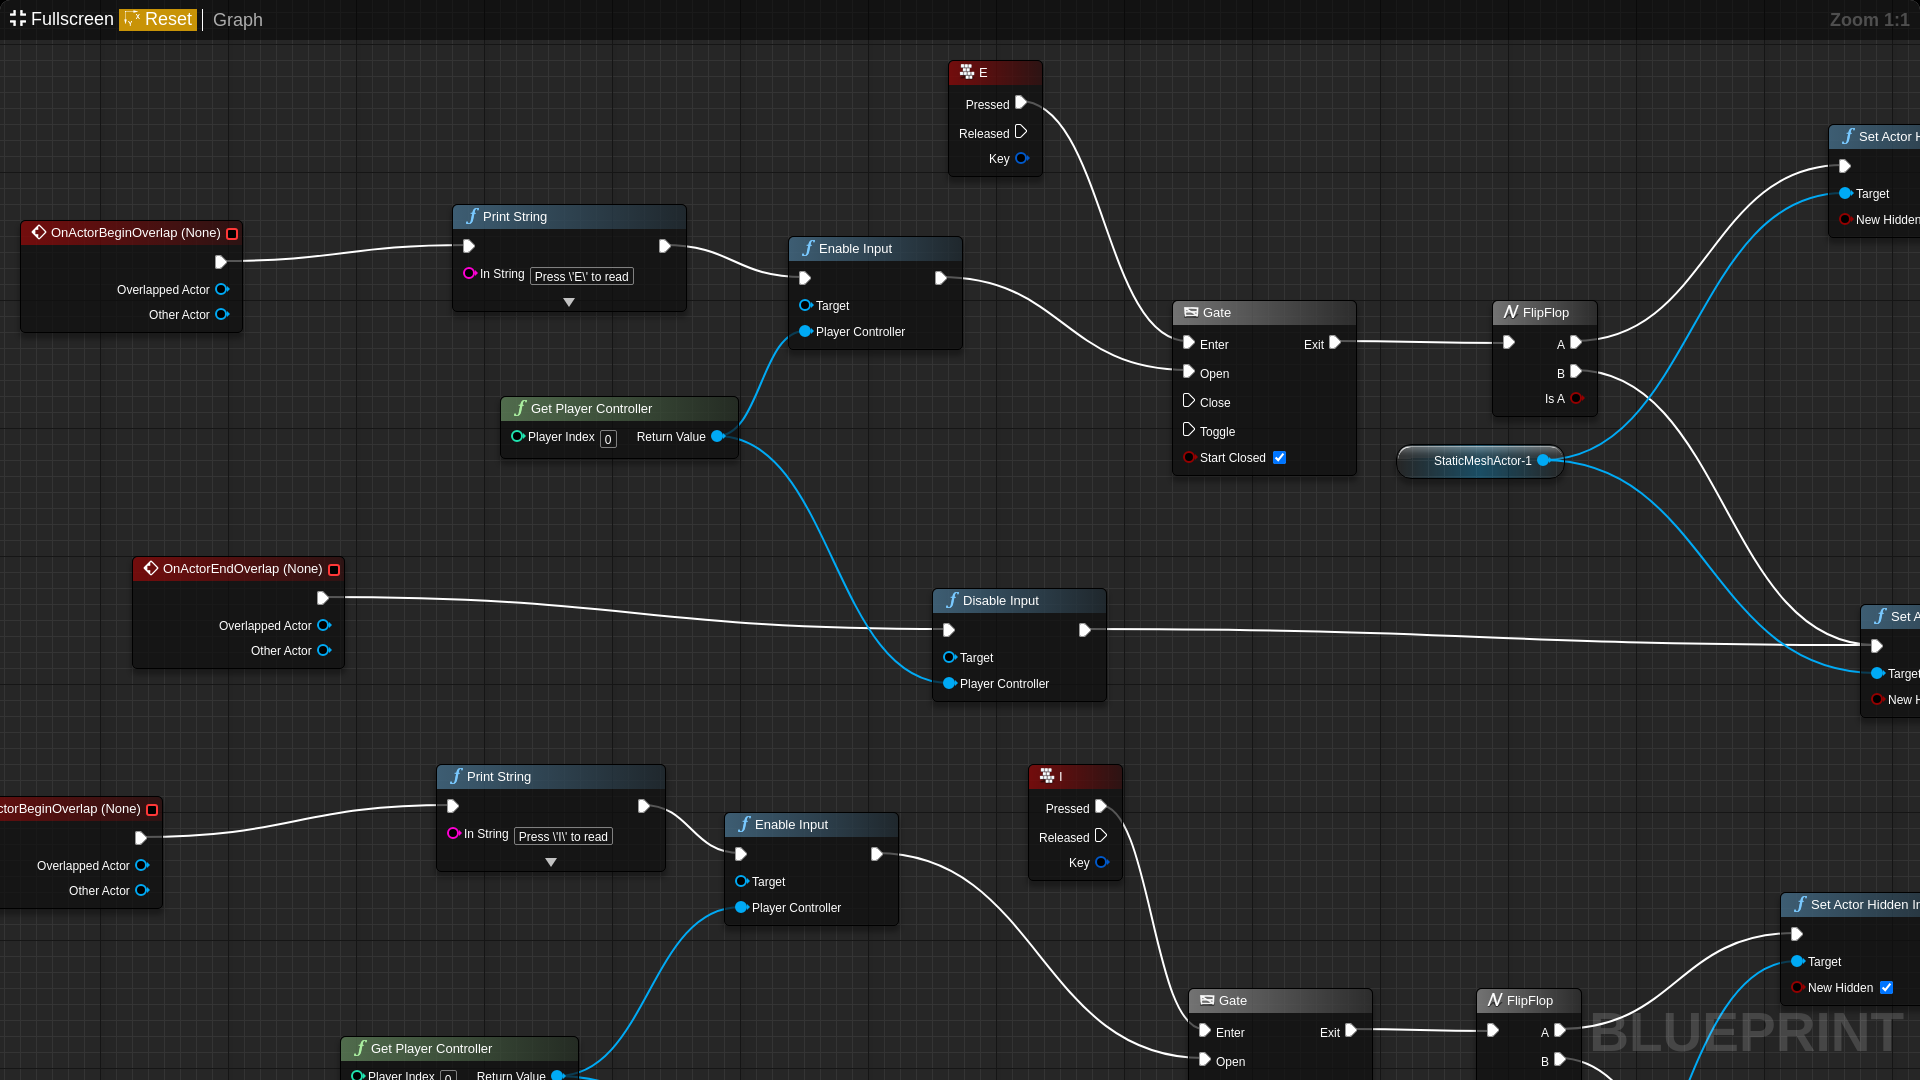 Fullscreen Reset Graph Zoom 1:1
E
Pressed
Released
Key
Set Actor H
Target
New Hidden
OnActorBeginOverlap (None)
Overlapped Actor
Other Actor
Print String
In String Press \'E\' to read
Enable Input
Target
Player Controller
Get Player Controller
Player Index 0 Return Value
Gate
Enter Exit
Open
Close
Toggle
Start Closed
FlipFlop
A
B
Is A
StaticMeshActor-1
OnActorEndOverlap (None)
Overlapped Actor
Other Actor
Disable Input
Target
Player Controller
Set A
Target
New H
ctorBeginOverlap (None)
Overlapped Actor
Other Actor
Print String
In String Press \'I\' to read
Enable Input
Target
Player Controller
I
Pressed
Released
Key
Set Actor Hidden In
Target
New Hidden
Gate
Enter Exit
Open
FlipFlop
A
B
BLUEPRINT
Get Player Controller
Player Index 0 Return Value